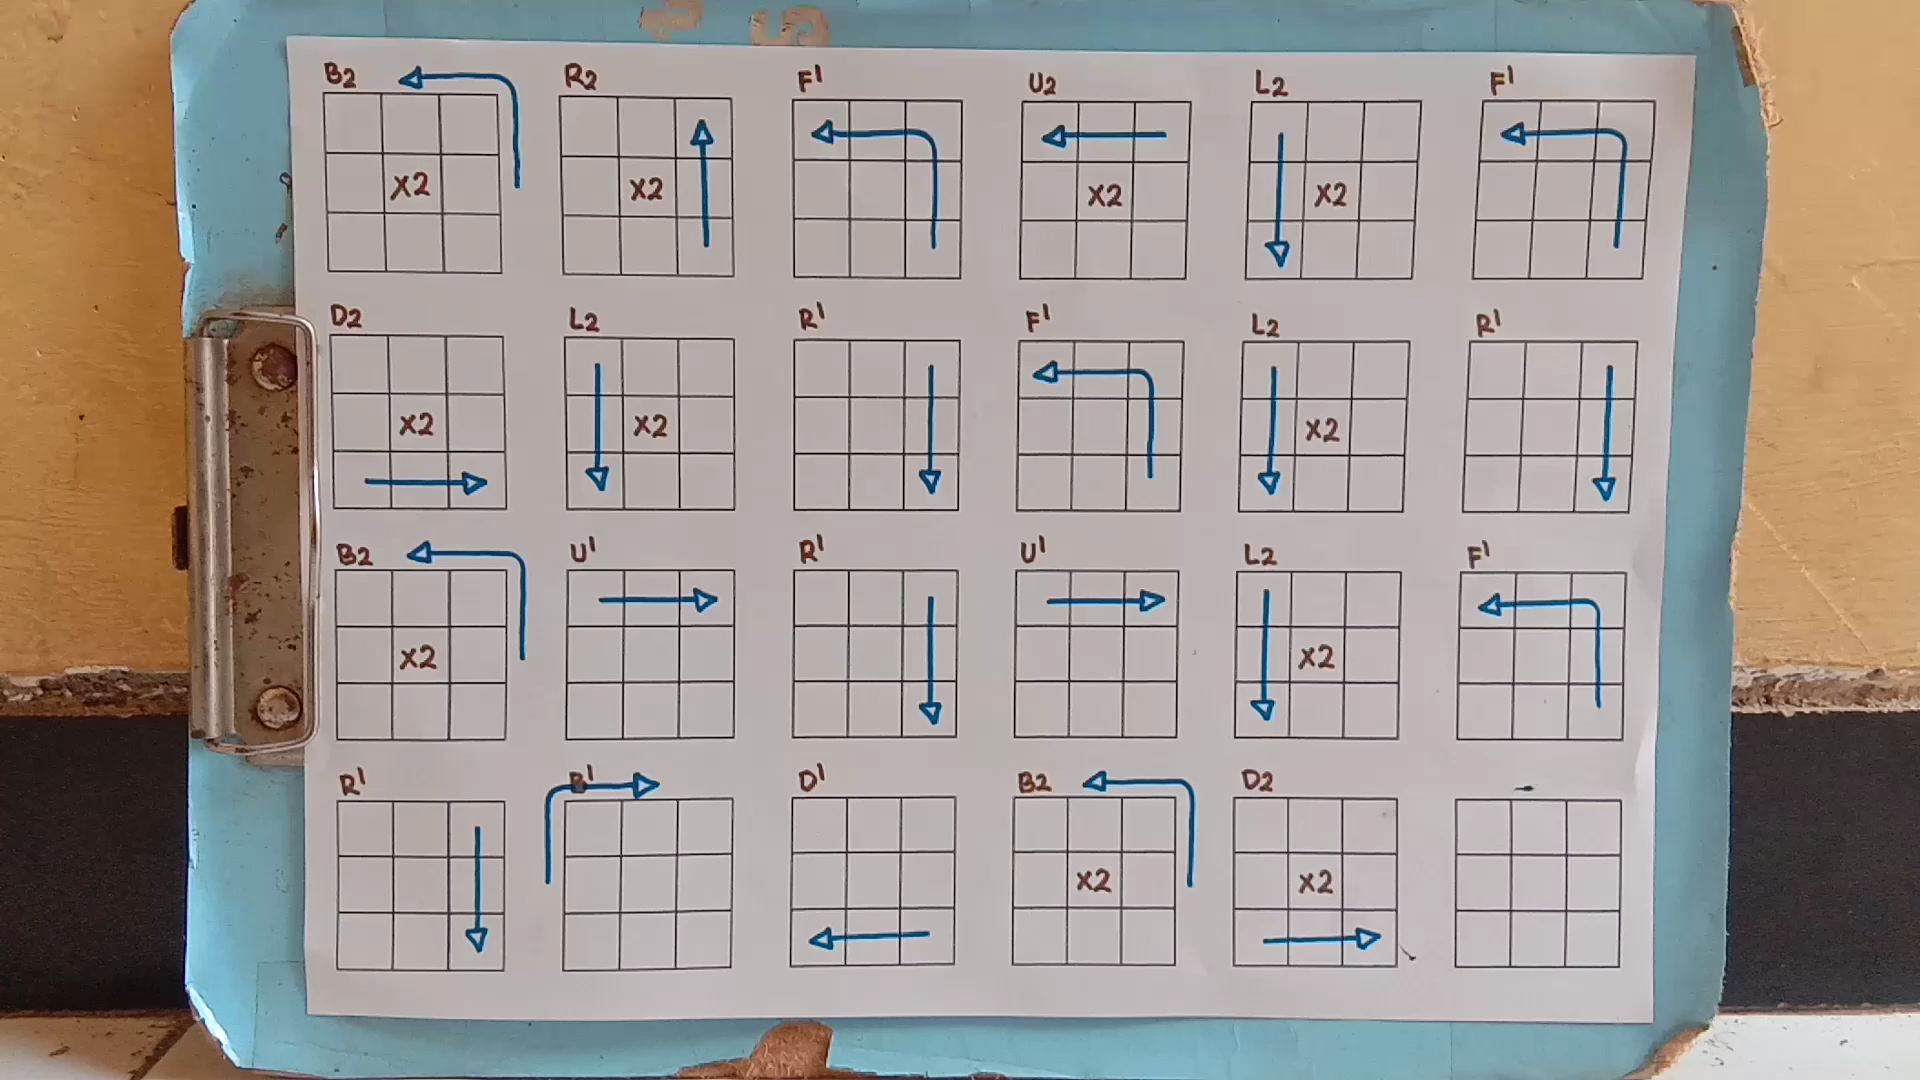 B2 R2 F' U2 L2 F'
X2 X2 X2 X2
D2 L2 R' F' L2 R'
X2 X2 X2
B2 U' R' U' L2 F'
X2 X2
R' B' D' B2 D2 -
X2 X2